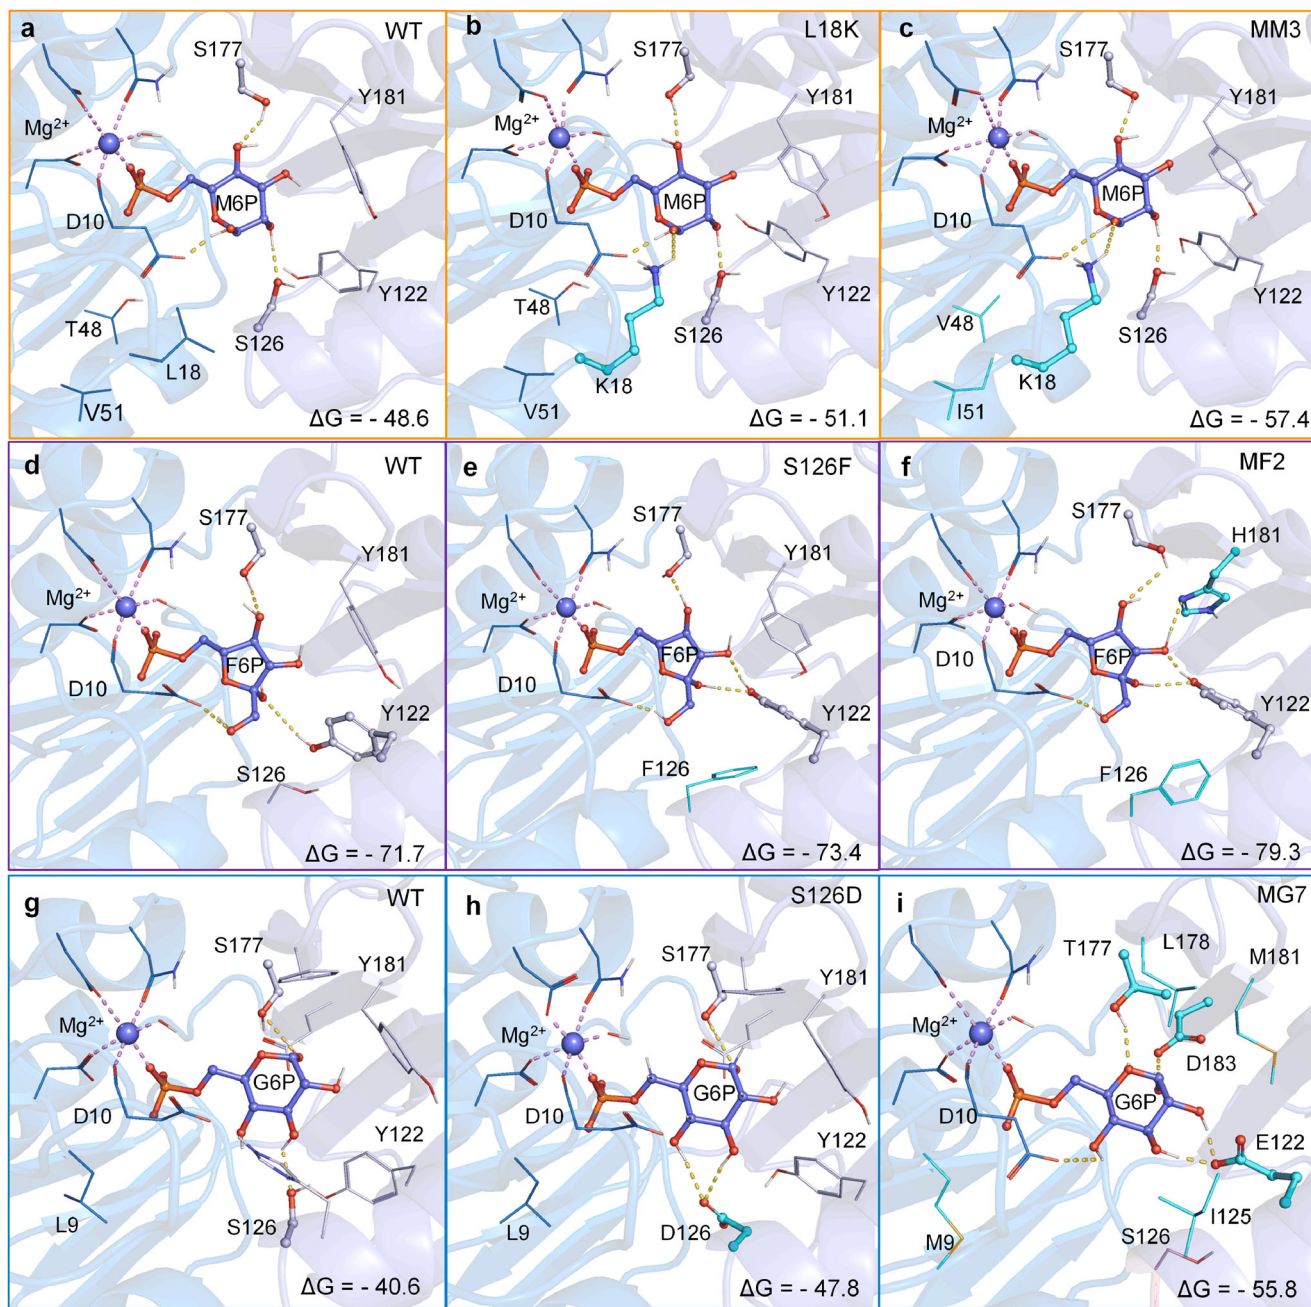 a
WT
S177
Y181
Mg²⁺
M6P
D10
Y122
T48
S126
L18
V51
ΔG = - 48.6
b
L18K
S177
Y181
Mg²⁺
M6P
D10
Y122
T48
S126
K18
V51
ΔG = - 51.1
c
MM3
S177
Y181
Mg²⁺
M6P
D10
Y122
V48
S126
K18
I51
ΔG = - 57.4
d
WT
S177
Y181
Mg²⁺
F6P
D10
Y122
S126
ΔG = - 71.7
e
S126F
S177
Y181
Mg²⁺
F6P
D10
Y122
F126
ΔG = - 73.4
f
MF2
S177
H181
Mg²⁺
F6P
D10
Y122
F126
ΔG = - 79.3
g
WT
S177
Y181
Mg²⁺
G6P
D10
Y122
L9
S126
ΔG = - 40.6
h
S126D
S177
Y181
Mg²⁺
G6P
D10
Y122
L9
D126
ΔG = - 47.8
i
MG7
T177
L178
M181
Mg²⁺
D183
G6P
D10
E122
I125
M9
S126
ΔG = - 55.8